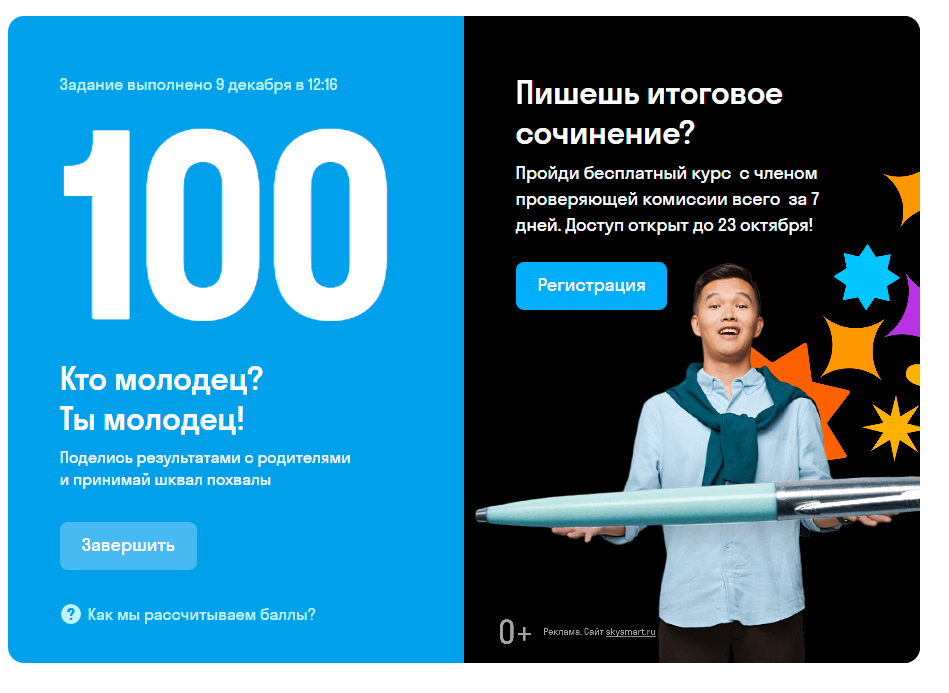 Задание выполнено 9 декабря в 12:16
100
Кто молодец?
Ты молодец!
Поделись результатами с родителями
и принимай шквал похвалы
Завершить
? Как мы рассчитываем баллы?
Пишешь итоговое
сочинение?
Пройди бесплатный курс с членом
проверяющей комиссии всего за 7
дней. Доступ открыт до 23 октября!
Регистрация
0+ Реклама. Сайт skysmart.ru